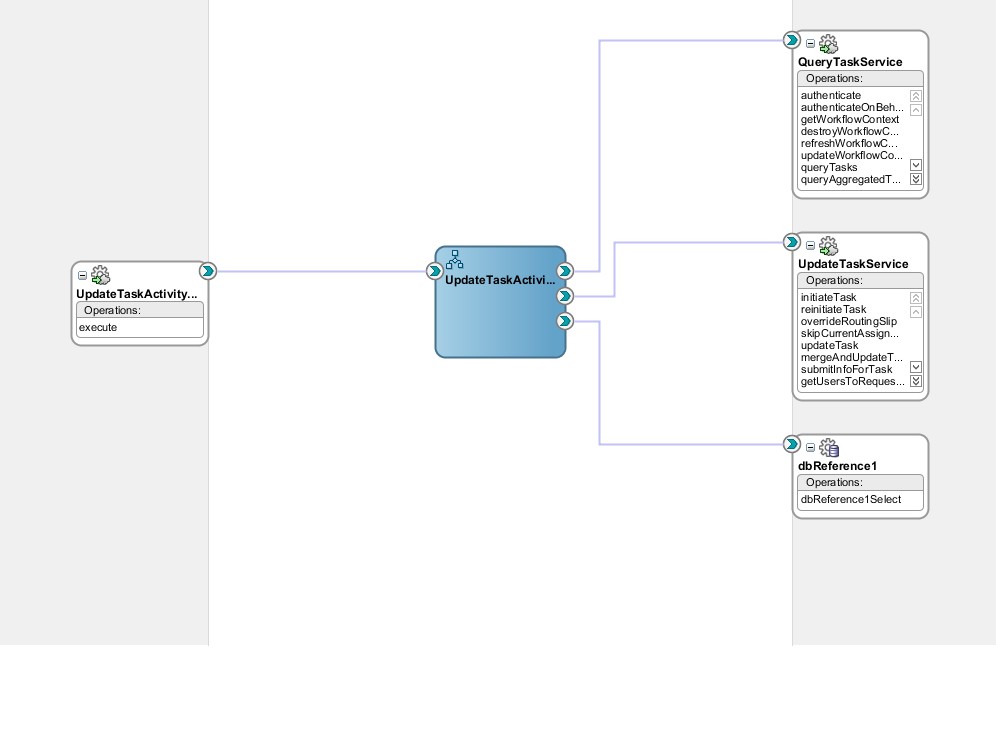 UpdateTaskActivity...
Operations:
execute
UpdateTaskActivi...
QueryTaskService
Operations:
authenticate
authenticateOnBeh...
getWorkflowContext
destroyWorkflowC...
refreshWorkflowC...
updateWorkflowCo...
queryTasks
queryAggregatedT...
UpdateTaskService
Operations:
initiateTask
reinitiateTask
overrideRoutingSlip
skipCurrentAssign...
updateTask
mergeAndUpdateT...
submitInfoForTask
getUsersToReques...
dbReference1
Operations:
dbReference1Select